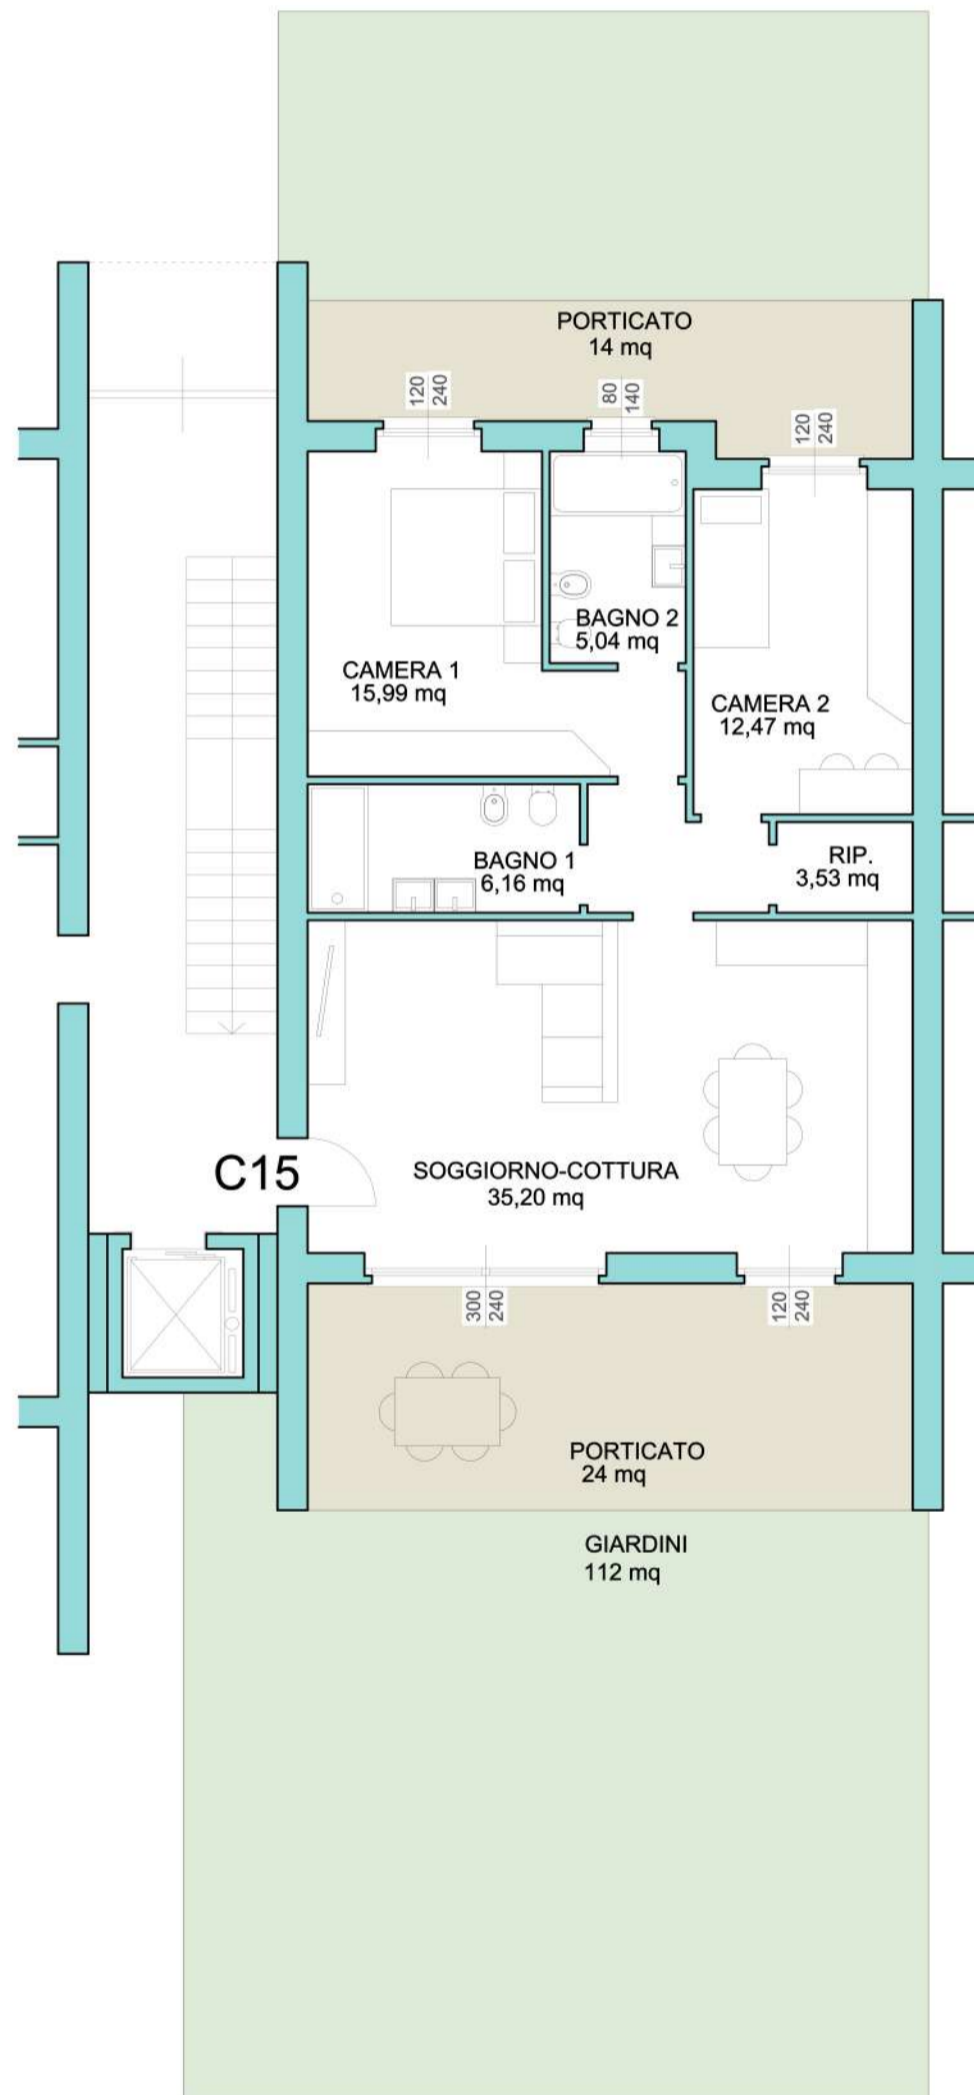 PORTICATO
14 mq
120
240
80
140
120
240
BAGNO 2
5,04 mq
CAMERA 1
15,99 mq
CAMERA 2
12,47 mq
BAGNO 1
6,16 mq
RIP.
3,53 mq
C15
SOGGIORNO-COTTURA
35,20 mq
300
240
120
240
PORTICATO
24 mq
GIARDINI
112 mq